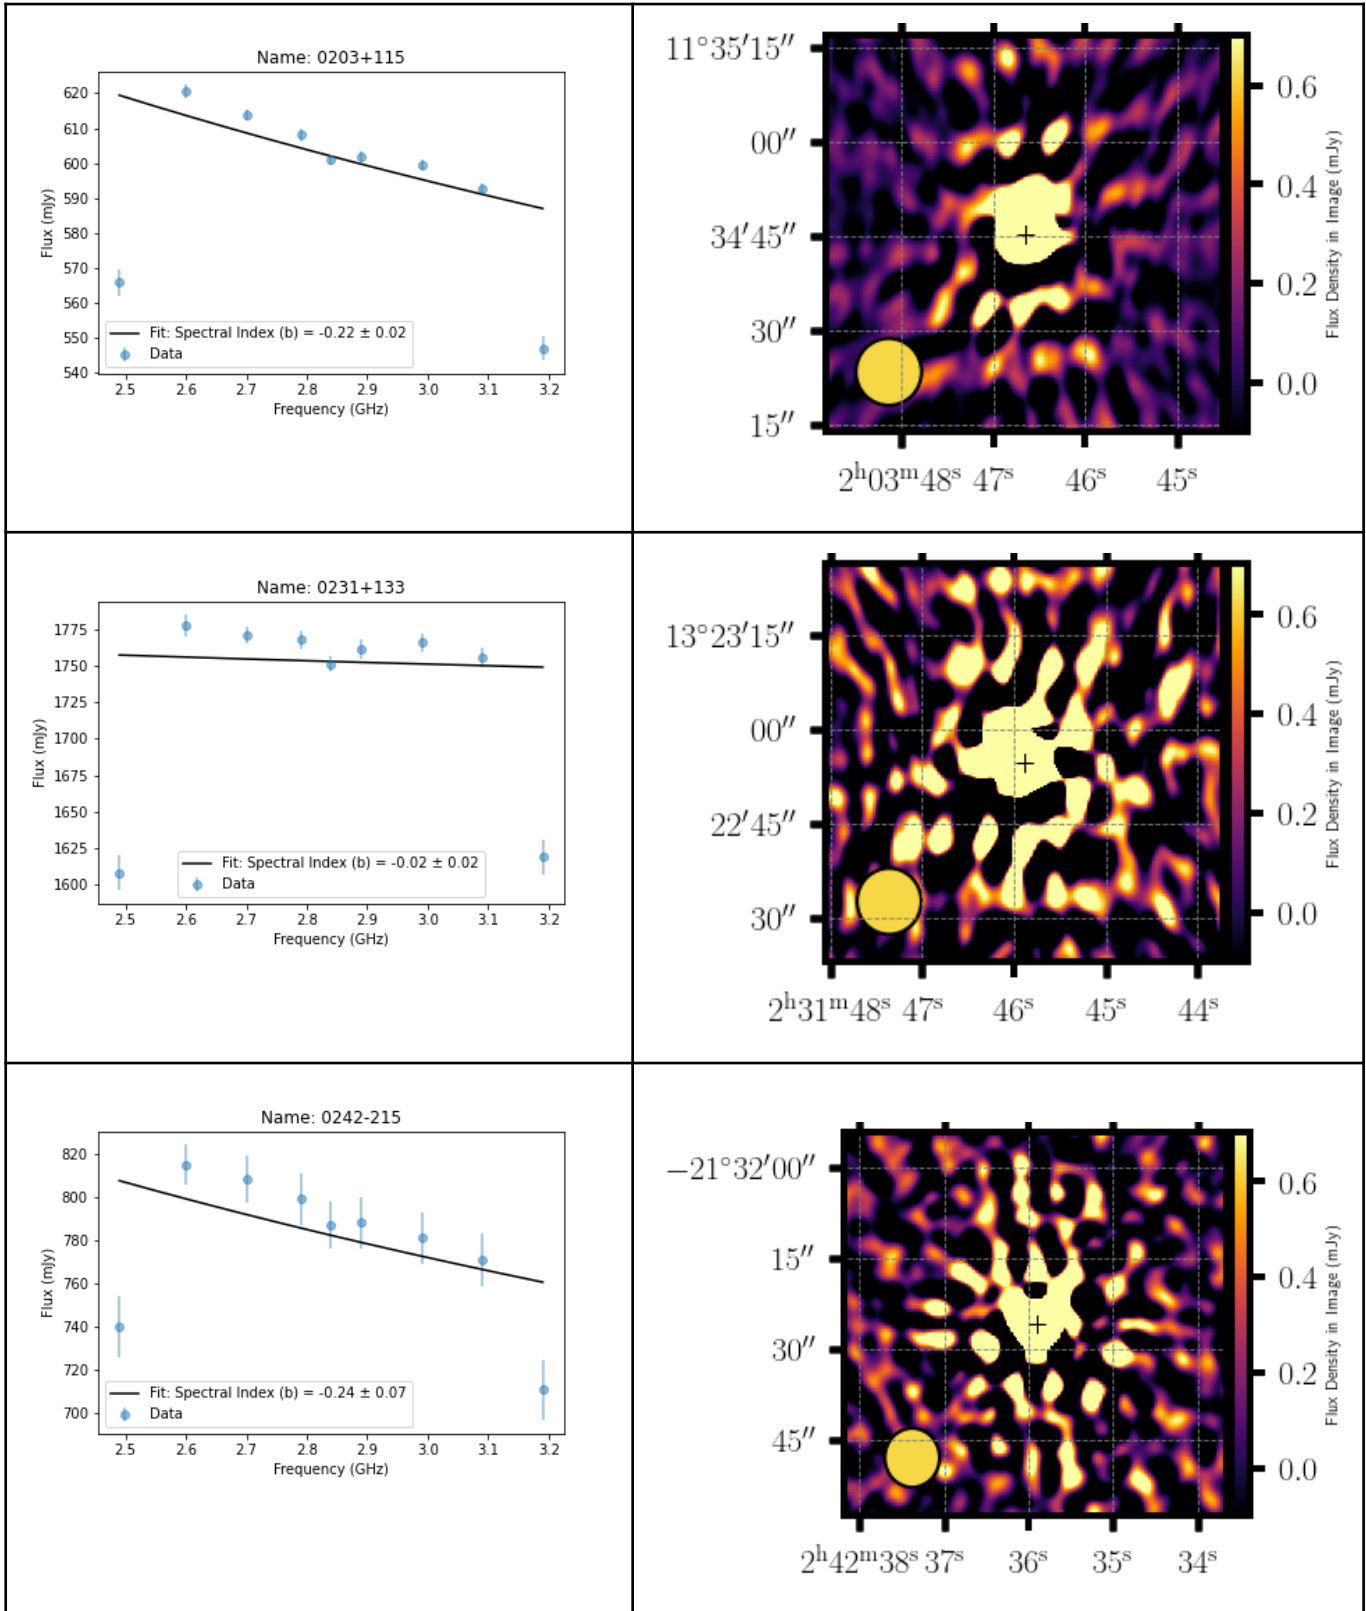 Name: 0203+115
620
610
600
590
580
570
560
550
540
Flux (mJy)
Fit: Spectral Index (b) = -0.22 ± 0.02
Data
2.5 2.6 2.7 2.8 2.9 3.0 3.1 3.2
Frequency (GHz)
11°35′15″
00″
34′45″
30″
15″
2ʰ03ᵐ48ˢ 47ˢ 46ˢ 45ˢ
0.6
0.4
0.2
0.0
Flux Density in Image (mJy)
Name: 0231+133
1775
1750
1725
1700
1675
1650
1625
1600
Flux (mJy)
Fit: Spectral Index (b) = -0.02 ± 0.02
Data
2.5 2.6 2.7 2.8 2.9 3.0 3.1 3.2
Frequency (GHz)
13°23′15″
00″
22′45″
30″
2ʰ31ᵐ48ˢ 47ˢ 46ˢ 45ˢ 44ˢ
0.6
0.4
0.2
0.0
Flux Density in Image (mJy)
Name: 0242-215
820
800
780
760
740
720
700
Flux (mJy)
Fit: Spectral Index (b) = -0.24 ± 0.07
Data
2.5 2.6 2.7 2.8 2.9 3.0 3.1 3.2
Frequency (GHz)
−21°32′00″
15″
30″
45″
2ʰ42ᵐ38ˢ 37ˢ 36ˢ 35ˢ 34ˢ
0.6
0.4
0.2
0.0
Flux Density in Image (mJy)